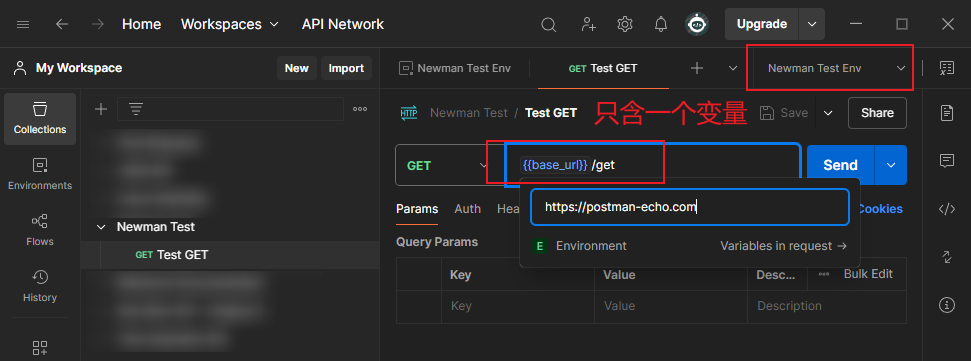 Home Workspaces API Network Upgrade
My Workspace New Import Newman Test Env GET Test GET Newman Test Env
Collections
HTTP Newman Test / Test GET 只含一个变量 Save Share
GET {{base_url}} /get Send
Environments
https://postman-echo.com
Params Auth Hea Cookies
Flows
Newman Test
Query Params E Environment Variables in request →
GET Test GET
Key Value Desc... Bulk Edit
History
Key Value Description